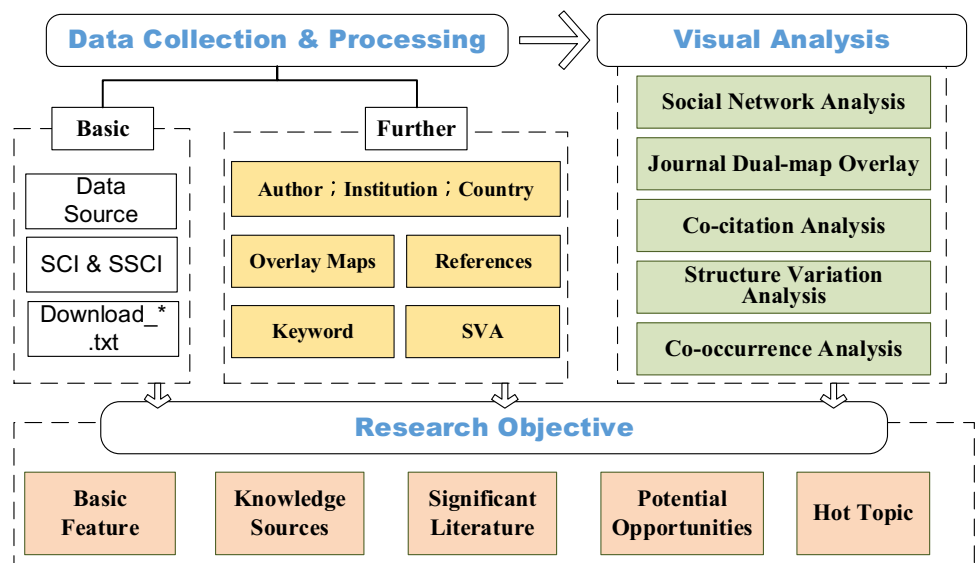 Data Collection & Processing
Visual Analysis
Basic
Further
Data
Source
SCI & SSCI
Download_*
.txt
Author；Institution；Country
Overlay Maps
References
Keyword
SVA
Social Network Analysis
Journal Dual-map Overlay
Co-citation Analysis
Structure Variation
Analysis
Co-occurrence Analysis
Research Objective
Basic
Feature
Knowledge
Sources
Significant
Literature
Potential
Opportunities
Hot Topic